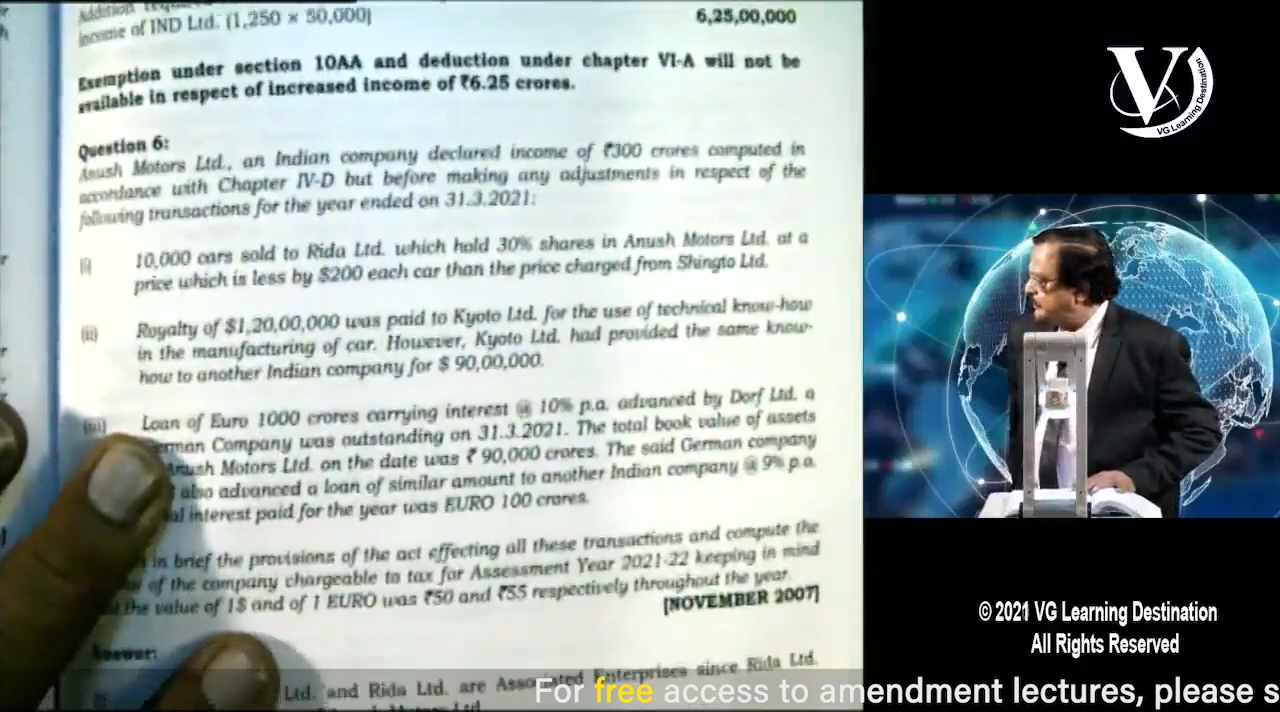 Addition
income of IND Ltd. (1,250 × 50,000)
6,25,00,000
Exemption under section 10AA and deduction under chapter VI-A will not be
available in respect of increased income of ₹6.25 crores.
Question 6:
Anush Motors Ltd., an Indian company declared income of ₹300 crores computed in
accordance with Chapter IV-D but before making any adjustments in respect of the
following transactions for the year ended on 31.3.2021:
(i) 10,000 cars sold to Rida Ltd. which hold 30% shares in Anush Motors Ltd. at a
price which is less by $200 each car than the price charged from Shingto Ltd.
(ii) Royalty of $1,20,00,000 was paid to Kyoto Ltd. for the use of technical know-how
in the manufacturing of car. However, Kyoto Ltd. had provided the same know-
how to another Indian company for $ 90,00,000.
(iii) Loan of Euro 1000 crores carrying interest @ 10% p.a. advanced by Dorf Ltd. a
erman Company was outstanding on 31.3.2021. The total book value of assets
Anush Motors Ltd. on the date was ₹ 90,000 crores. The said German company
also advanced a loan of similar amount to another Indian company @ 9% p.a.
al interest paid for the year was EURO 100 crores.
in brief the provisions of the act effecting all these transactions and compute the
of the company chargeable to tax for Assessment Year 2021-22 keeping in mind
the value of 1$ and of 1 EURO was ₹50 and ₹55 respectively throughout the year.
[NOVEMBER 2007]
Answer:
Ltd. and Rida Ltd. are Associated Enterprises since Rida Ltd.
For free access to amendment lectures, please s
V
VG Learning Destination
© 2021 VG Learning Destination
All Rights Reserved